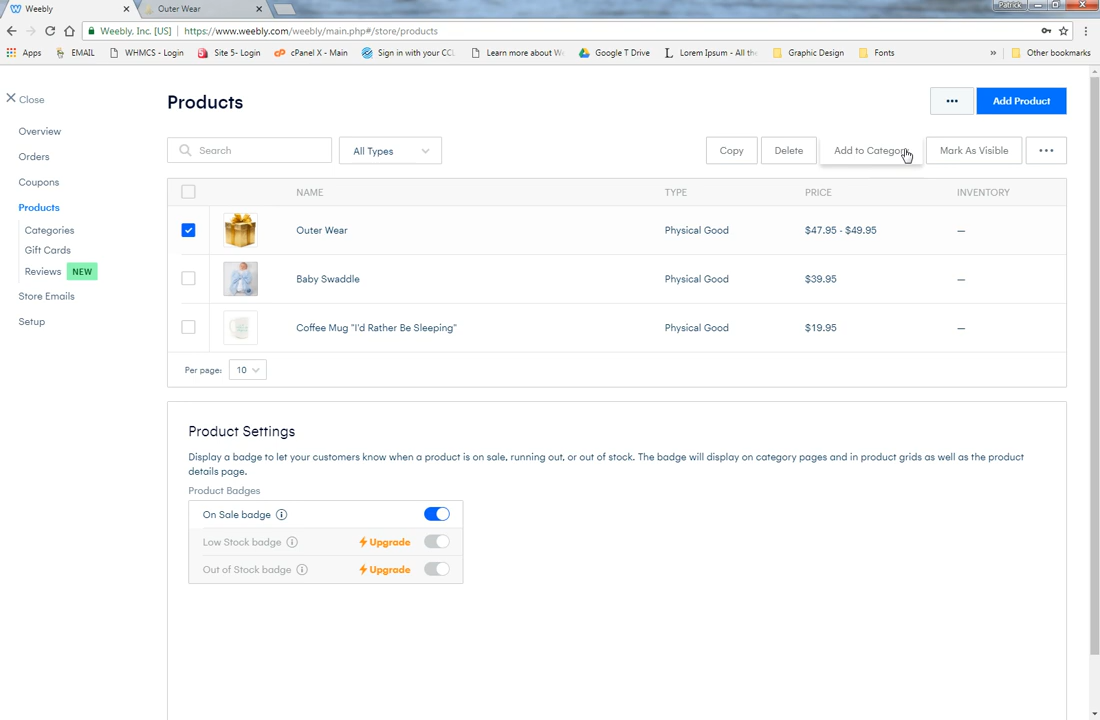 Patrick
Weebly
Outer Wear
Weebly, Inc. [US]
https://www.weebly.com/weebly/main.php#/store/products
Apps
EMAIL
WHMCS - Login
Site 5- Login
cPanel X - Main
Sign in with your CCL
Learn more about W
Google T Drive
Lorem Ipsum - All the
Graphic Design
Fonts
»
Other bookmarks
Close
Products
•••
Add Product
Overview
Orders
Coupons
Products
Categories
Gift Cards
Reviews NEW
Store Emails
Setup
Search
All Types
Copy
Delete
Add to Category
Mark As Visible
•••
NAME
TYPE
PRICE
INVENTORY
Outer Wear
Physical Good
$47.95 - $49.95
—
Baby Swaddle
Physical Good
$39.95
—
Coffee Mug "I'd Rather Be Sleeping"
Physical Good
$19.95
—
Per page:
10
Product Settings
Display a badge to let your customers know when a product is on sale, running out, or out of stock. The badge will display on category pages and in product grids as well as the product
details page.
Product Badges
On Sale badge
Low Stock badge
Upgrade
Out of Stock badge
Upgrade